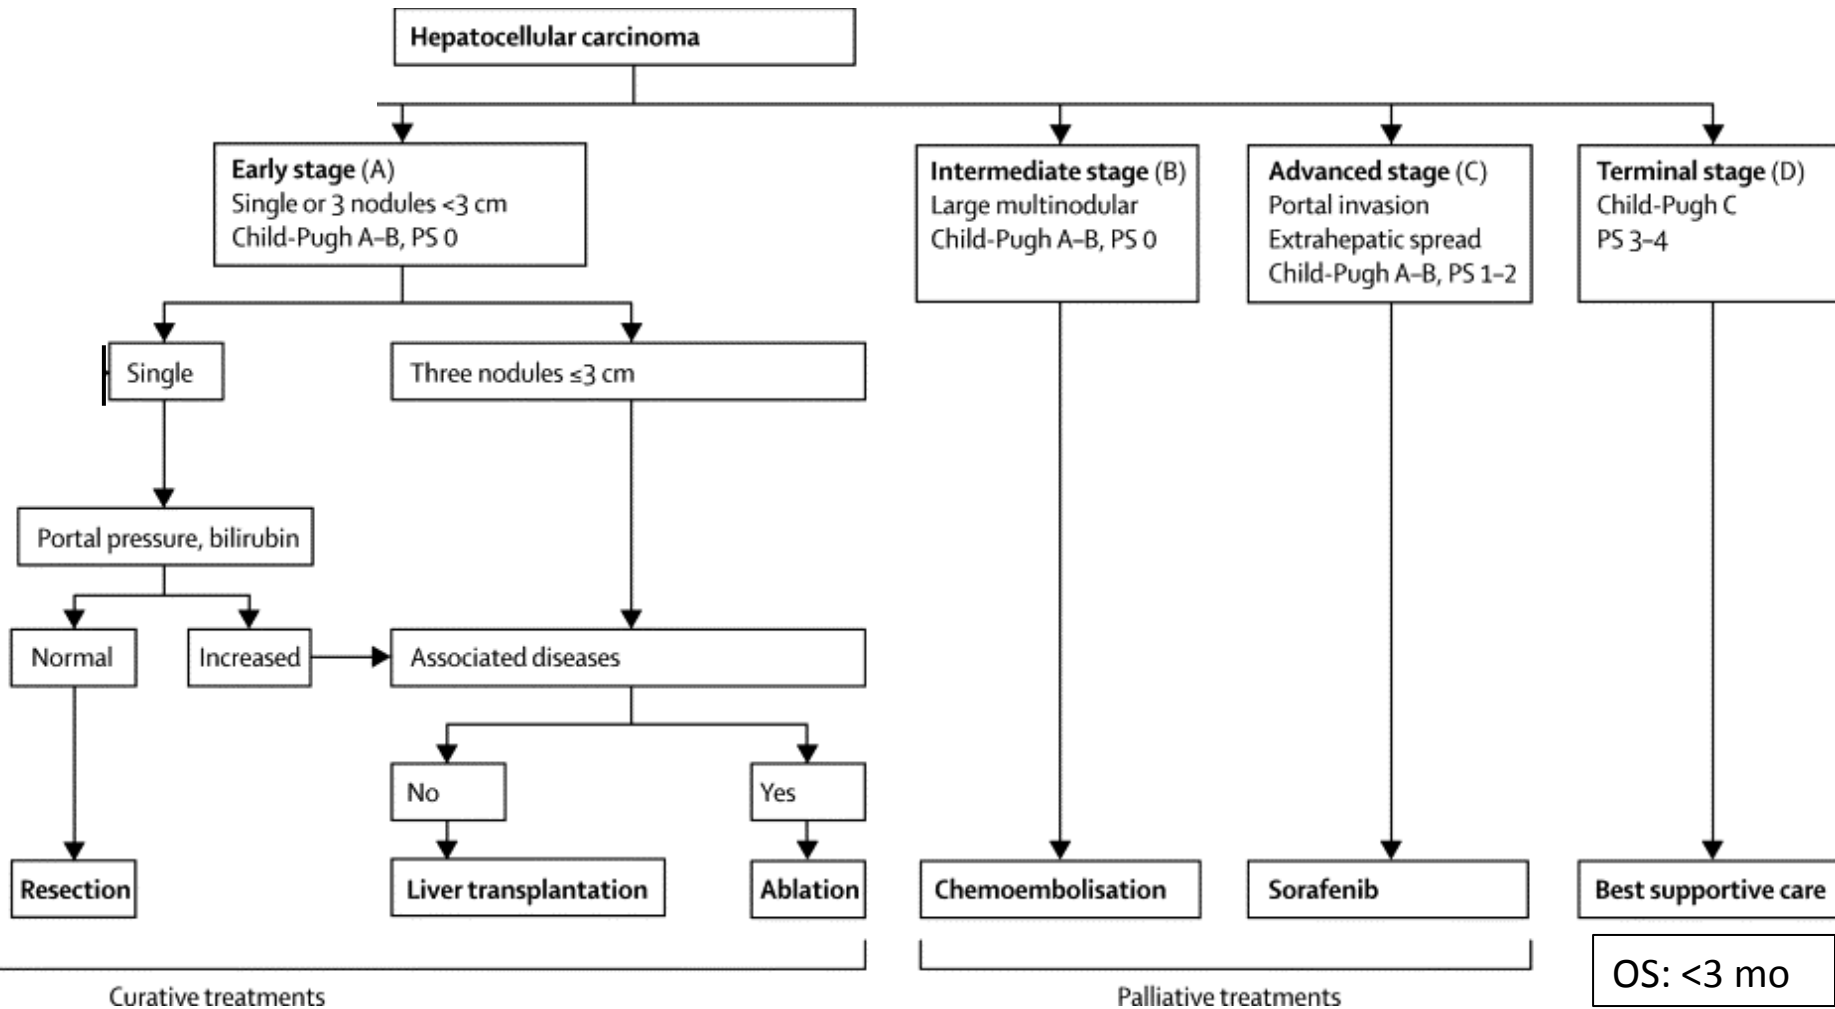 Hepatocellular carcinoma
Early stage (A)
Single or 3 nodules <3 cm
Child-Pugh A–B, PS 0
Intermediate stage (B)
Large multinodular
Child-Pugh A–B, PS 0
Advanced stage (C)
Portal invasion
Extrahepatic spread
Child-Pugh A–B, PS 1–2
Terminal stage (D)
Child-Pugh C
PS 3–4
Single
Three nodules ≤3 cm
Portal pressure, bilirubin
Normal
Increased
Associated diseases
No
Yes
Resection
Liver transplantation
Ablation
Chemoembolisation
Sorafenib
Best supportive care
OS: <3 mo
Curative treatments
Palliative treatments